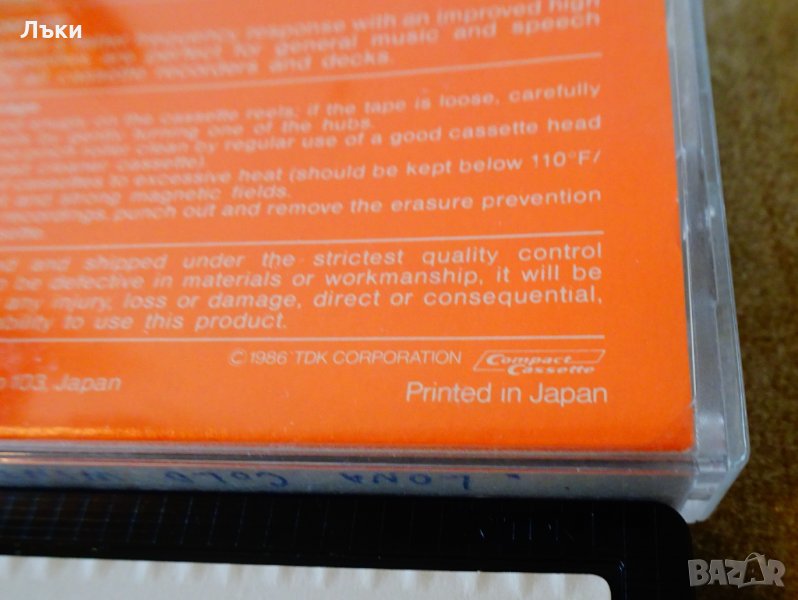 Лъки
frequency response with an improved high
are perfect for general music and speech
cassette recorders and decks.
on the cassette reels; if the tape is loose, carefully
by gently turning one of the hubs.
clean by regular use of a good cassette head
cassette).
cassettes to excessive heat (should be kept below 110°F/
and strong magnetic fields.
recordings, punch out and remove the erasure prevention
and shipped under the strictest quality control
be defective in materials or workmanship, it will be
any injury, loss or damage, direct or consequential,
to use this product.
©1986 TDK CORPORATION Compact Cassette
103, Japan
Printed in Japan
TDK
BAZAR